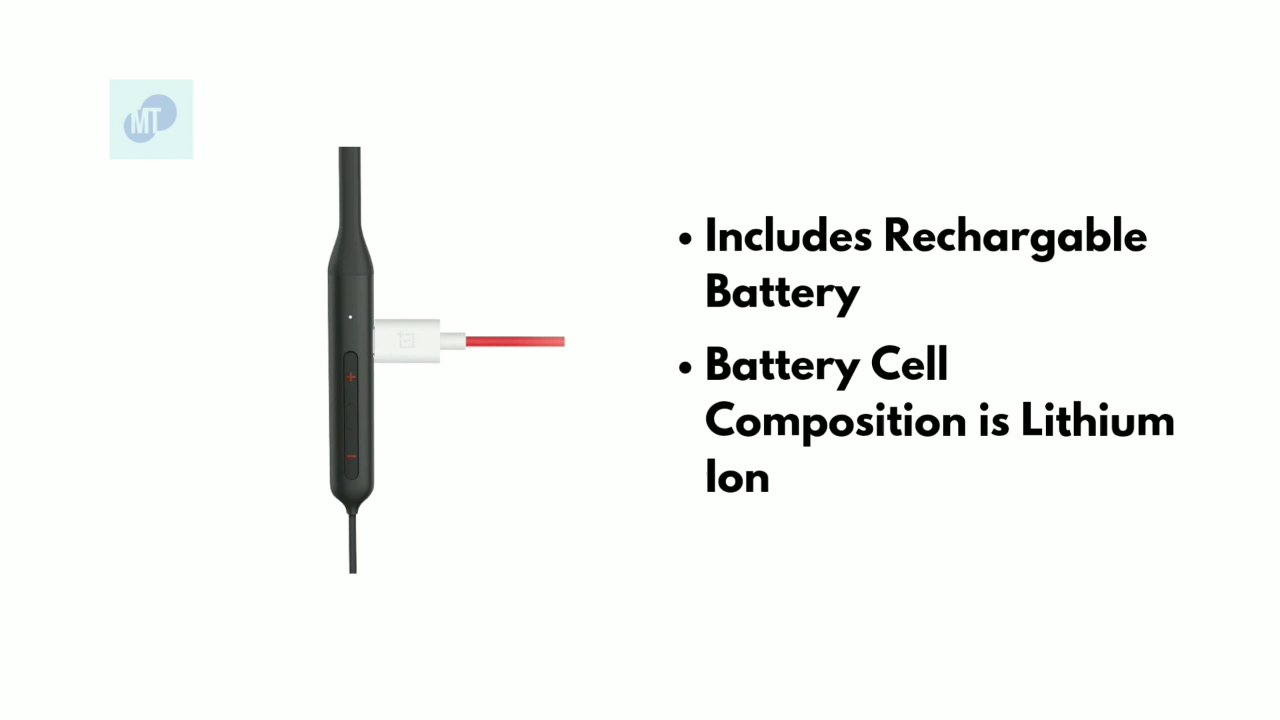 MT
• Includes Rechargable
Battery
• Battery Cell
Composition is Lithium
Ion